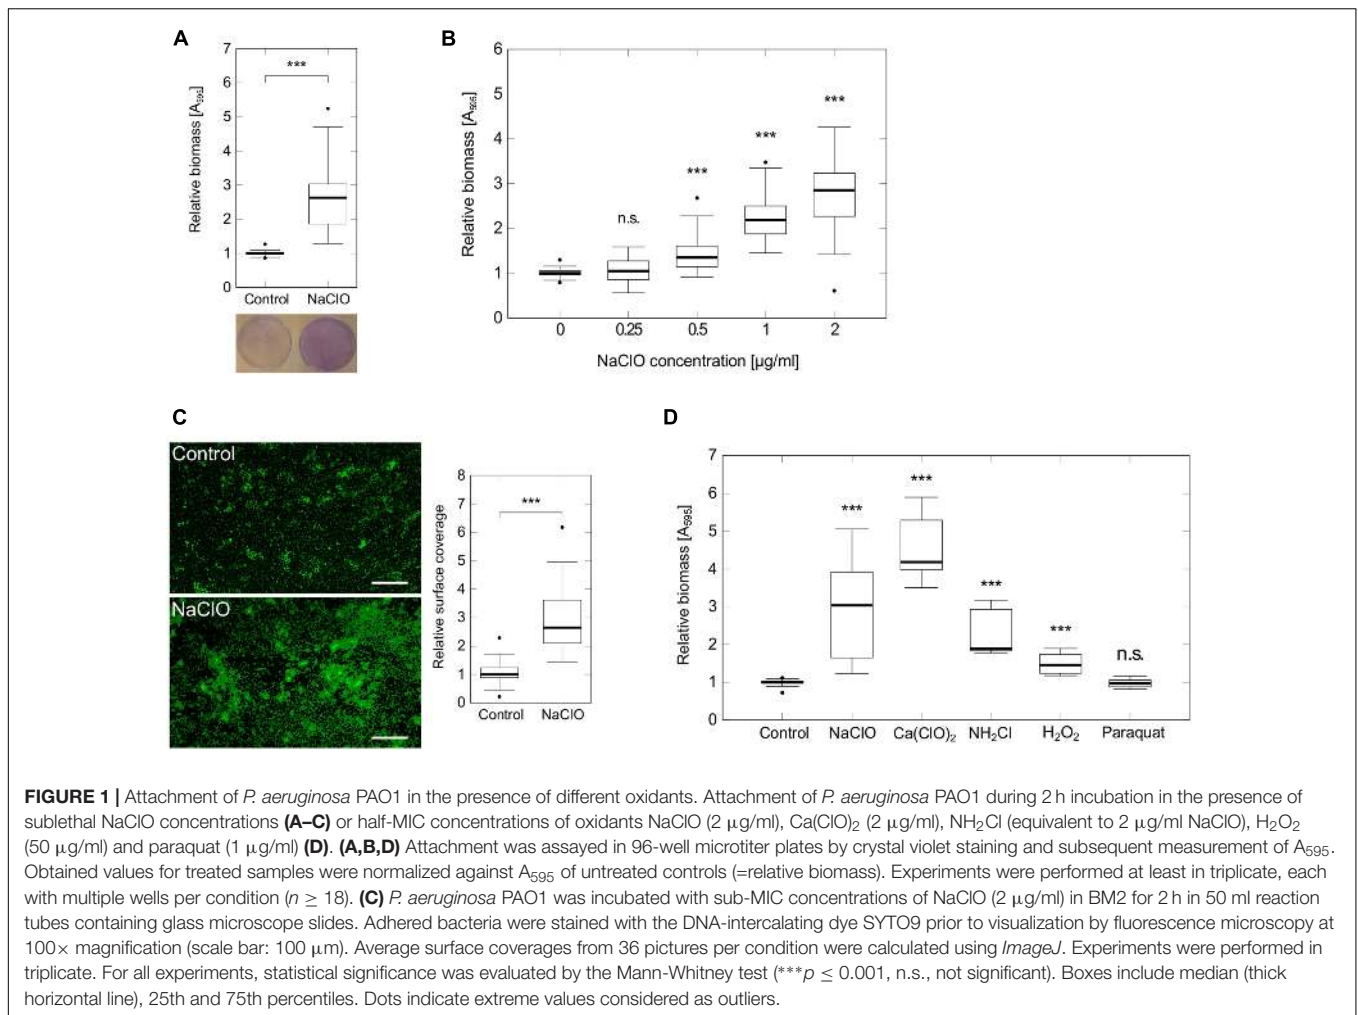 A
Relative biomass [A595]
7
6
5
4
3
2
1
0
***
Control NaClO
B
Relative biomass [A595]
6
5
4
3
2
1
0
n.s.
***
***
***
0 0.25 0.5 1 2
NaClO concentration [µg/ml]
C
Control
NaClO
Relative surface coverage
8
7
6
5
4
3
2
1
0
***
Control NaClO
D
Relative biomass [A595]
7
6
5
4
3
2
1
0
***
***
***
***
n.s.
Control NaClO Ca(ClO)2 NH2Cl H2O2 Paraquat
FIGURE 1 | Attachment of P. aeruginosa PAO1 in the presence of different oxidants. Attachment of P. aeruginosa PAO1 during 2 h incubation in the presence of
sublethal NaClO concentrations (A–C) or half-MIC concentrations of oxidants NaClO (2 µg/ml), Ca(ClO)2 (2 µg/ml), NH2Cl (equivalent to 2 µg/ml NaClO), H2O2
(50 µg/ml) and paraquat (1 µg/ml) (D). (A,B,D) Attachment was assayed in 96-well microtiter plates by crystal violet staining and subsequent measurement of A595.
Obtained values for treated samples were normalized against A595 of untreated controls (=relative biomass). Experiments were performed at least in triplicate, each
with multiple wells per condition (n ≥ 18). (C) P. aeruginosa PAO1 was incubated with sub-MIC concentrations of NaClO (2 µg/ml) in BM2 for 2 h in 50 ml reaction
tubes containing glass microscope slides. Adhered bacteria were stained with the DNA-intercalating dye SYTO9 prior to visualization by fluorescence microscopy at
100× magnification (scale bar: 100 µm). Average surface coverages from 36 pictures per condition were calculated using ImageJ. Experiments were performed in
triplicate. For all experiments, statistical significance was evaluated by the Mann-Whitney test (***p ≤ 0.001, n.s., not significant). Boxes include median (thick
horizontal line), 25th and 75th percentiles. Dots indicate extreme values considered as outliers.